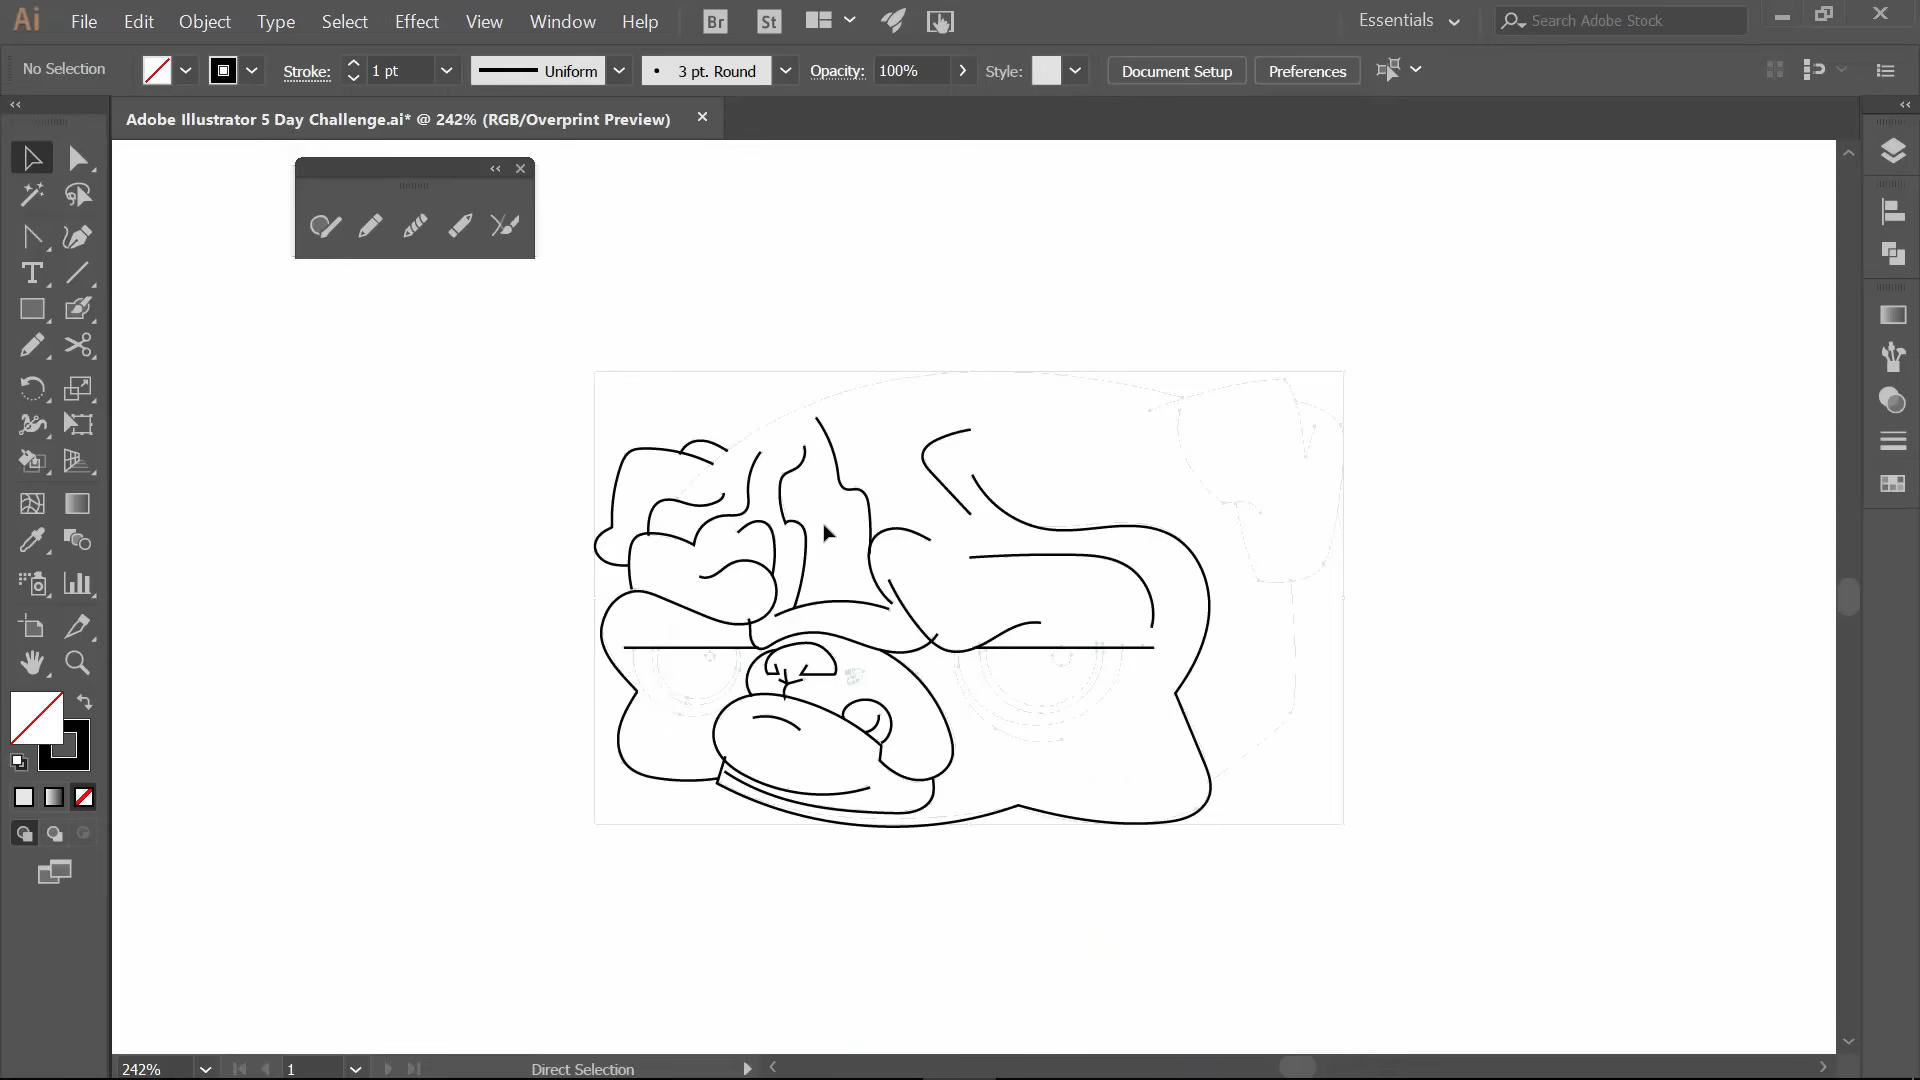 Ai File Edit Object Type Select Effect View Window Help Br St Essentials Search Adobe Stock
No Selection Stroke: 1 pt Uniform 3 pt. Round Opacity: 100% Style: Document Setup Preferences
Adobe Illustrator 5 Day Challenge.ai* @ 242% (RGB/Overprint Preview)
242% 1 Direct Selection